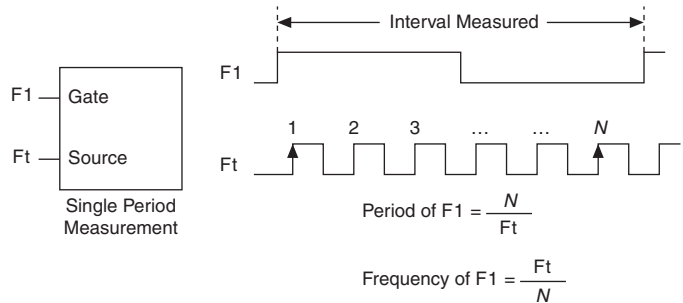 Interval Measured
F1
F1
Gate
1 2 3 … … N
Ft
Source
Ft
Single Period
Measurement
Period of F1 = N
Ft
Frequency of F1 = Ft
N